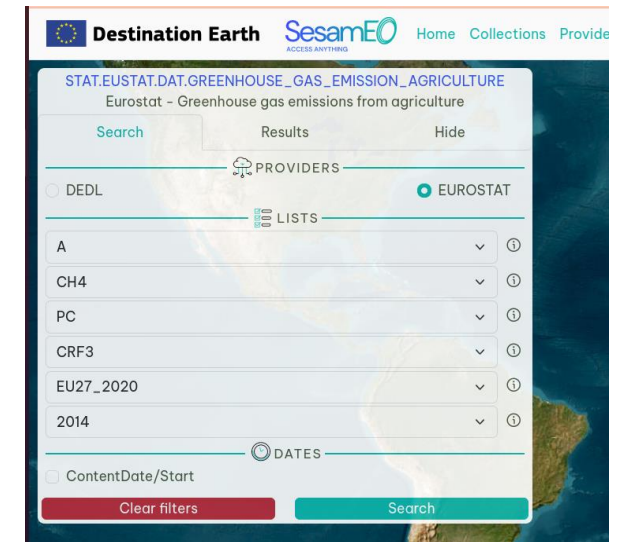 Destination Earth SesamEO Home Collections Provide
ACCESS ANYTHING
STAT.EUSTAT.DAT.GREENHOUSE_GAS_EMISSION_AGRICULTURE
Eurostat - Greenhouse gas emissions from agriculture
Search Results Hide
PROVIDERS
DEDL EUROSTAT
LISTS
A
CH4
PC
CRF3
EU27_2020
2014
DATES
ContentDate/Start
Clear filters Search